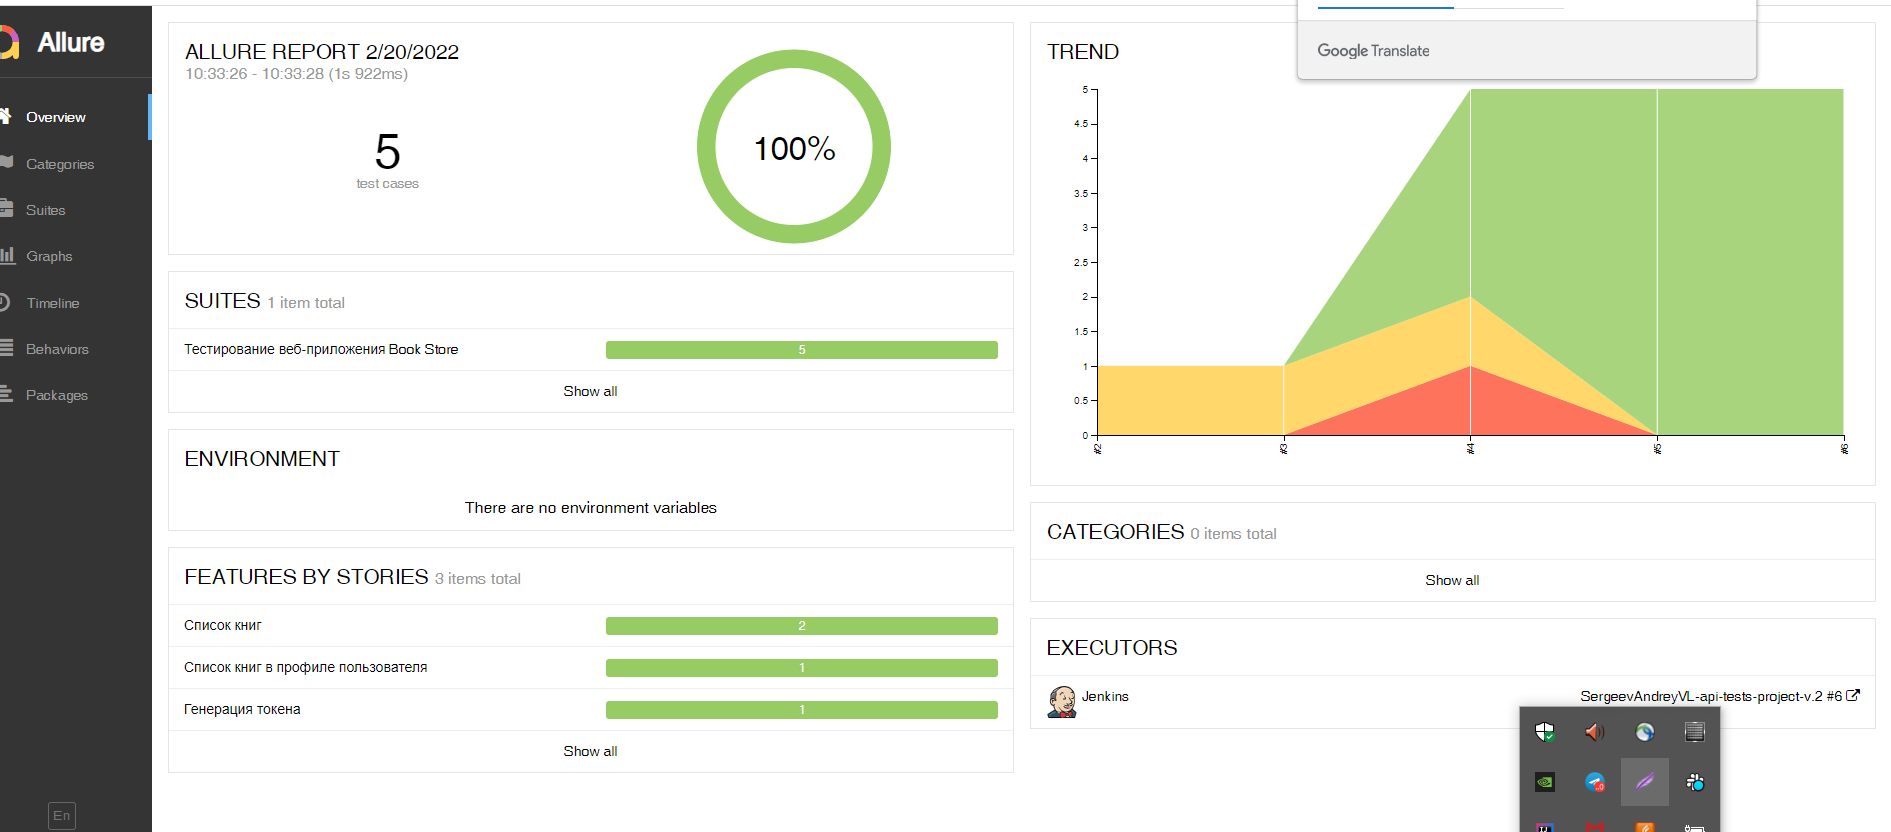 Allure
Overview
Categories
Suites
Graphs
Timeline
Behaviors
Packages
En
ALLURE REPORT 2/20/2022
10:33:26 - 10:33:28 (1s 922ms)
5
test cases
100%
SUITES 1 item total
Тестирование веб-приложения Book Store 5
Show all
ENVIRONMENT
There are no environment variables
FEATURES BY STORIES 3 items total
Список книг 2
Список книг в профиле пользователя 1
Генерация токена 1
Show all
TREND
5
4.5
4
3.5
3
2.5
2
1.5
1
0.5
0
#2 #3 #4 #5 #6
Google Translate
CATEGORIES 0 items total
Show all
EXECUTORS
Jenkins SergeevAndreyVL-api-tests-project-v.2 #6